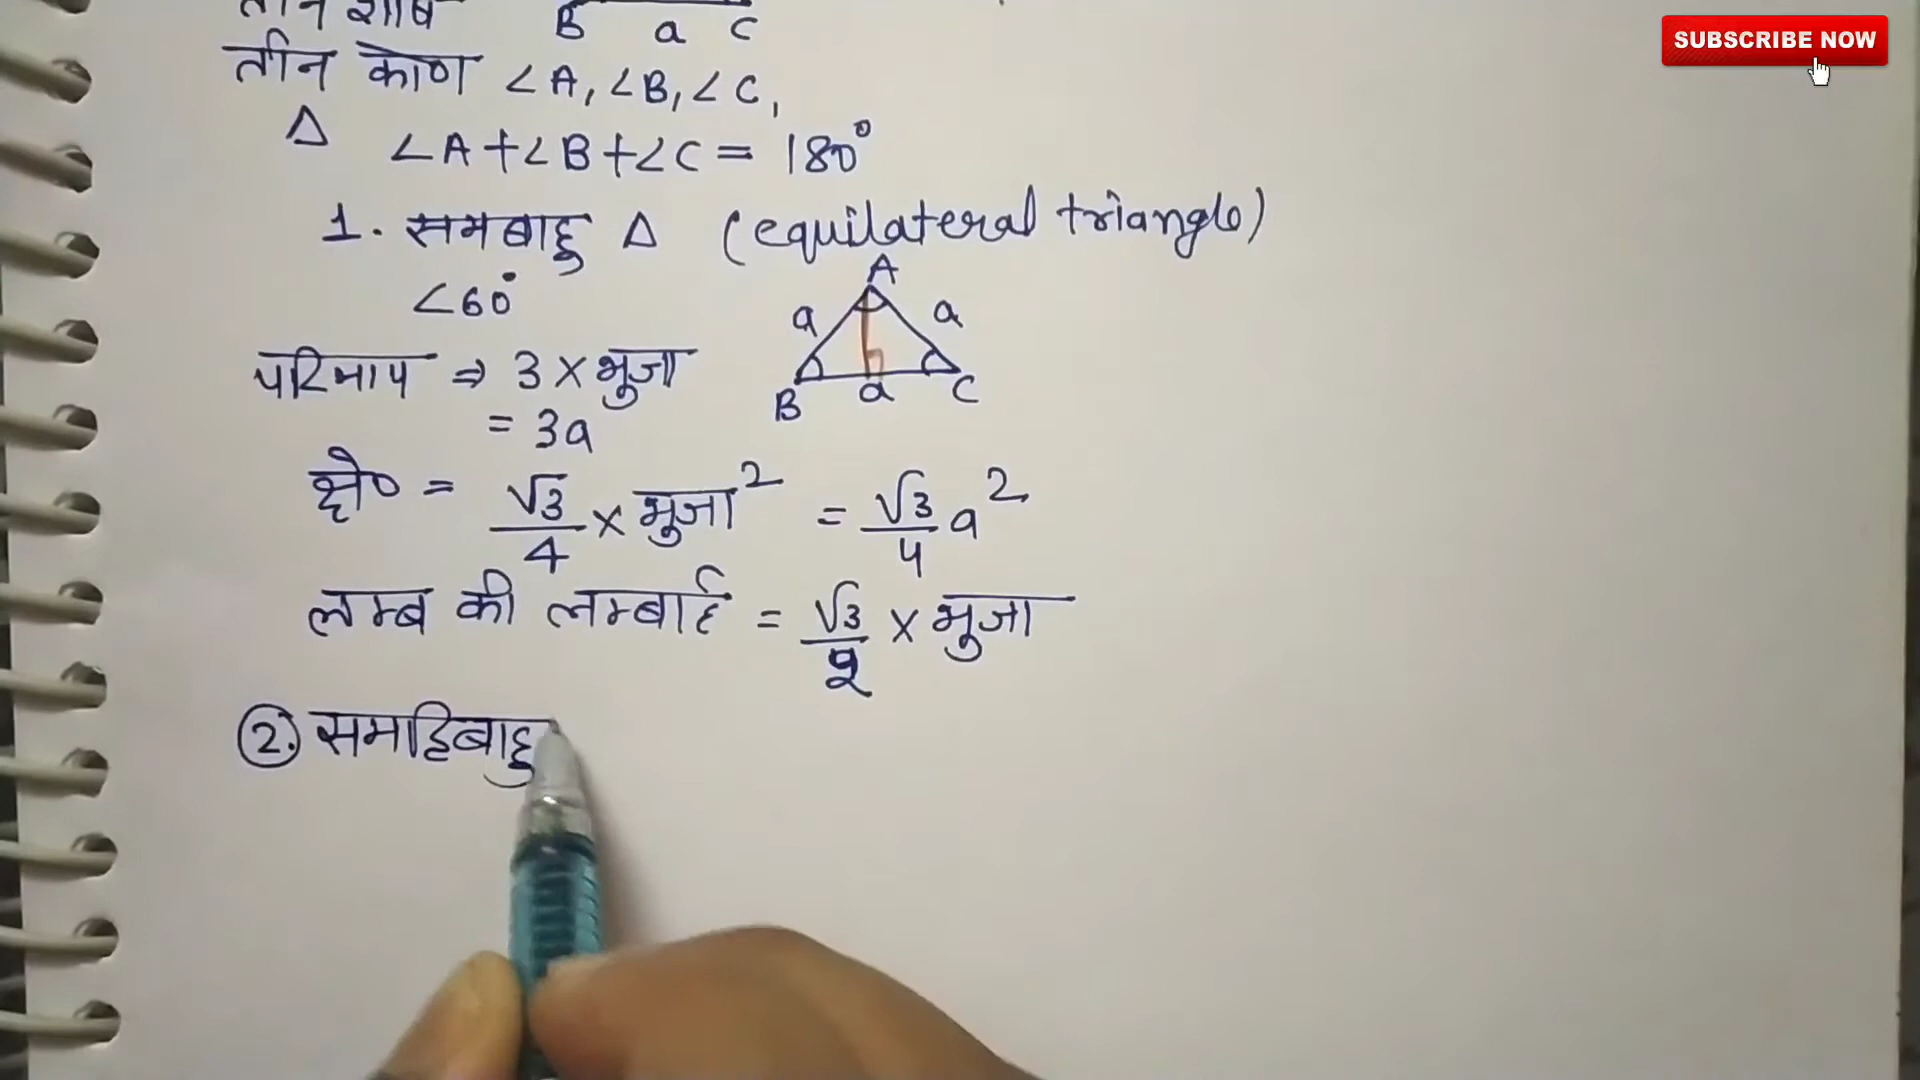 SUBSCRIBE NOW
तीन शीर्ष B a C
तीन कोण ∠A, ∠B, ∠C,
Δ ∠A+∠B+∠C = 180°
1. समबाहु Δ (equilateral triangle)
∠60°
A
a a
B a C
परिमाप ⇒ 3 × भुजा
= 3a
क्षे० = √3/4 × भुजा² = √3/4 a²
लम्ब की लम्बाई = √3/2 × भुजा
2. समद्विबाहु